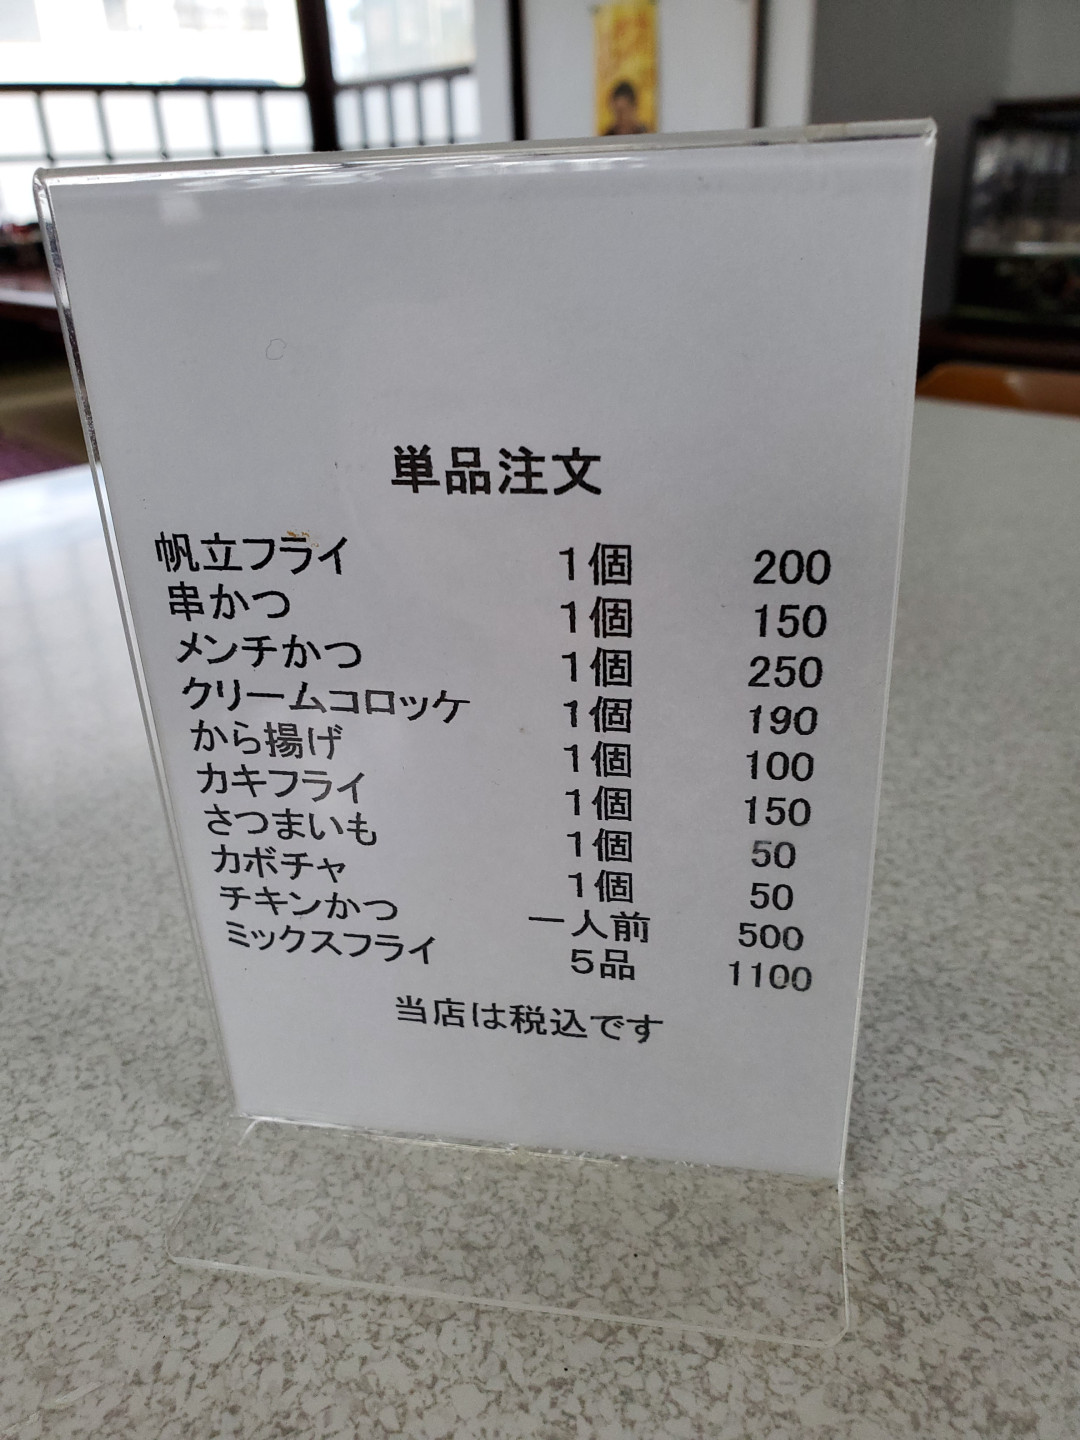 単品注文
帆立フライ 1個 200
串かつ 1個 150
メンチかつ 1個 250
クリームコロッケ 1個 190
から揚げ 1個 100
カキフライ 1個 150
さつまいも 1個 50
カボチャ 1個 50
チキンかつ 一人前 500
ミックスフライ 5品 1100
当店は税込です